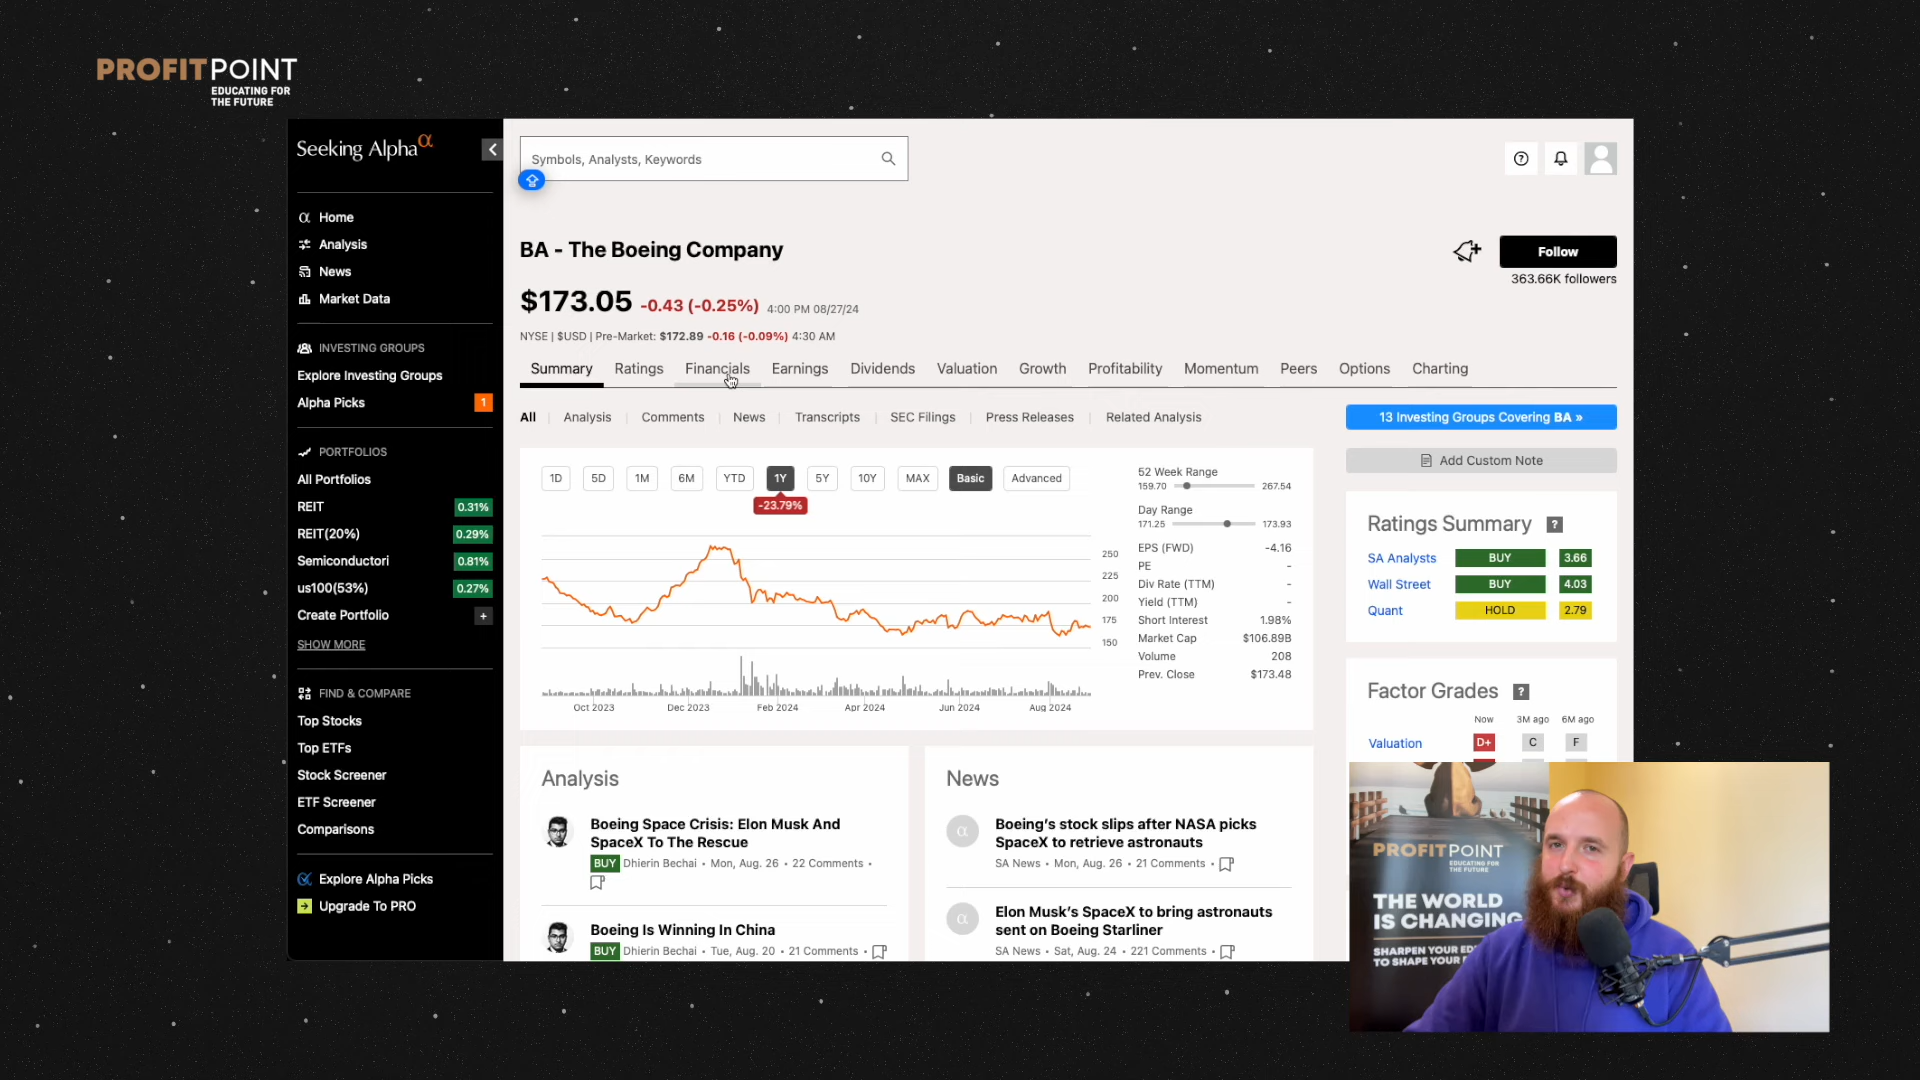 PROFITPOINT
EDUCATING FOR
THE FUTURE
Seeking Alpha α
Home
Analysis
News
Market Data
INVESTING GROUPS
Explore Investing Groups
Alpha Picks 1
PORTFOLIOS
All Portfolios
REIT 0.31%
REIT(20%) 0.29%
Semiconductori 0.81%
us100(53%) 0.27%
Create Portfolio +
SHOW MORE
FIND & COMPARE
Top Stocks
Top ETFs
Stock Screener
ETF Screener
Comparisons
Explore Alpha Picks
Upgrade To PRO
Symbols, Analysts, Keywords
BA - The Boeing Company
Follow
363.66K followers
$173.05 -0.43 (-0.25%) 4:00 PM 08/27/24
NYSE | $USD | Pre-Market: $172.89 -0.16 (-0.09%) 4:30 AM
Summary Ratings Financials Earnings Dividends Valuation Growth Profitability Momentum Peers Options Charting
All Analysis Comments News Transcripts SEC Filings Press Releases Related Analysis
13 Investing Groups Covering BA »
Add Custom Note
1D 5D 1M 6M YTD 1Y 5Y 10Y MAX Basic Advanced
-23.79%
250
225
200
175
150
Oct 2023 Dec 2023 Feb 2024 Apr 2024 Jun 2024 Aug 2024
52 Week Range
159.70 267.54
Day Range
171.25 173.93
EPS (FWD) -4.16
PE -
Div Rate (TTM) -
Yield (TTM) -
Short Interest 1.98%
Market Cap $106.89B
Volume 208
Prev. Close $173.48
Ratings Summary ?
SA Analysts BUY 3.66
Wall Street BUY 4.03
Quant HOLD 2.79
Factor Grades ?
Now 3M ago 6M ago
Valuation D+ C F
Analysis
Boeing Space Crisis: Elon Musk And
SpaceX To The Rescue
BUY Dhierin Bechai • Mon, Aug. 26 • 22 Comments •
Boeing Is Winning In China
BUY Dhierin Bechai • Tue, Aug. 20 • 21 Comments •
News
Boeing's stock slips after NASA picks
SpaceX to retrieve astronauts
SA News • Mon, Aug. 26 • 21 Comments •
Elon Musk's SpaceX to bring astronauts
sent on Boeing Starliner
SA News • Sat, Aug. 24 • 221 Comments •
PROFITPOINT
EDUCATING FOR
THE FUTURE
THE WORLD
IS CHANGING
SHARPEN YOUR
TO SHAPE YOUR